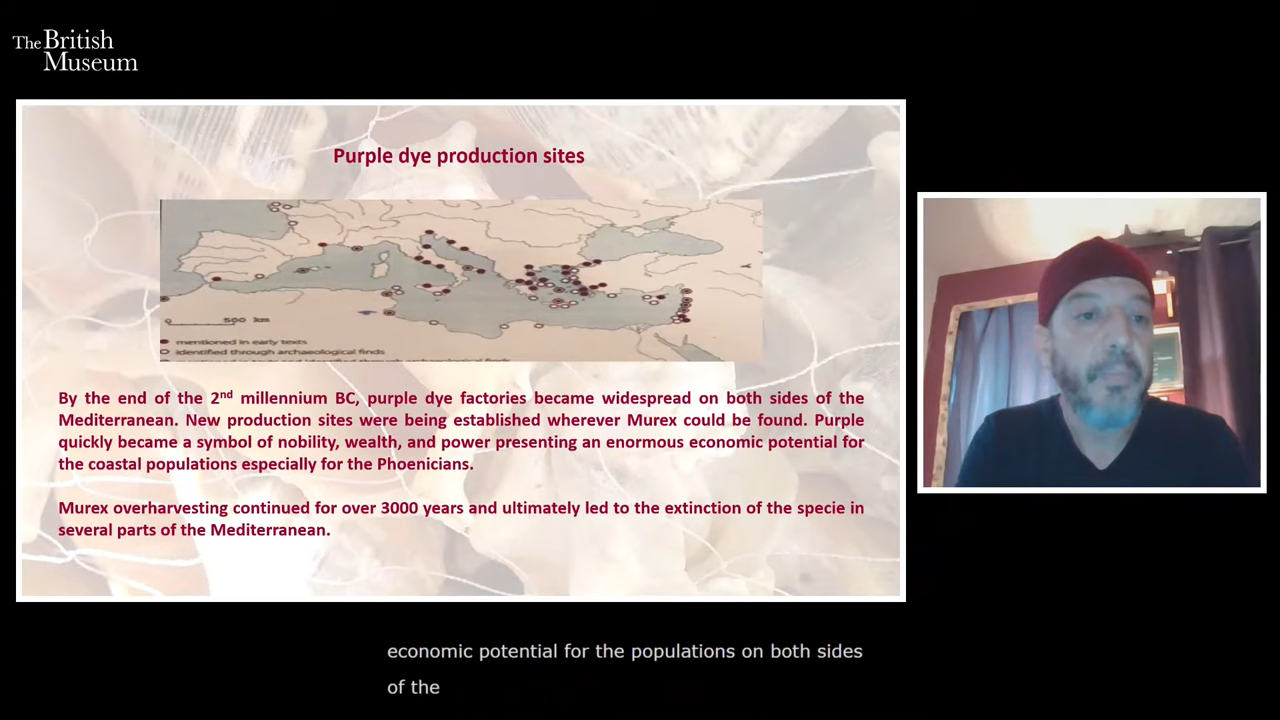 The British
Museum
Purple dye production sites
500 km
mentioned in early texts
identified through archaeological finds
By the end of the 2nd millennium BC, purple dye factories became widespread on both sides of the
Mediterranean. New production sites were being established wherever Murex could be found. Purple
quickly became a symbol of nobility, wealth, and power presenting an enormous economic potential for
the coastal populations especially for the Phoenicians.
Murex overharvesting continued for over 3000 years and ultimately led to the extinction of the specie in
several parts of the Mediterranean.
economic potential for the populations on both sides
of the